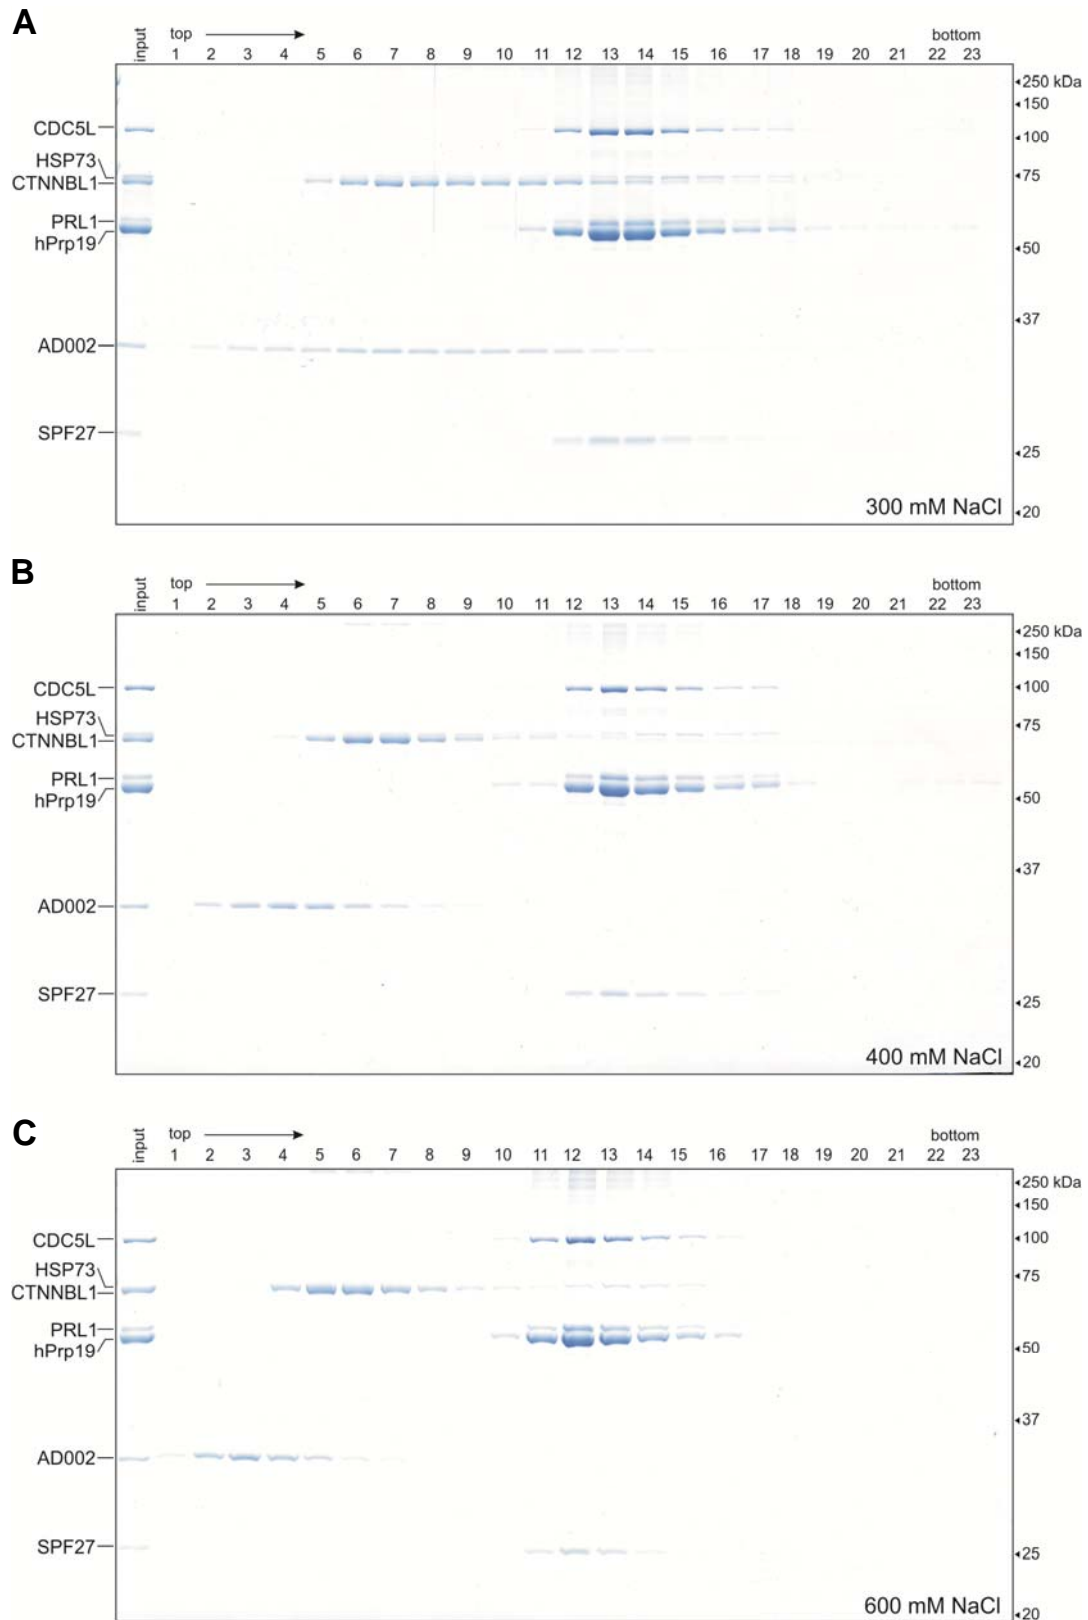 A
input top bottom
1 2 3 4 5 6 7 8 9 10 11 12 13 14 15 16 17 18 19 20 21 22 23
250 kDa
150
CDC5L
100
HSP73
75
CTNNBL1
PRL1
hPrp19
50
37
AD002
SPF27
25
300 mM NaCl
20
B
input top bottom
1 2 3 4 5 6 7 8 9 10 11 12 13 14 15 16 17 18 19 20 21 22 23
250 kDa
150
CDC5L
100
HSP73
75
CTNNBL1
PRL1
hPrp19
50
37
AD002
SPF27
25
400 mM NaCl
20
C
input top bottom
1 2 3 4 5 6 7 8 9 10 11 12 13 14 15 16 17 18 19 20 21 22 23
250 kDa
150
CDC5L
100
HSP73
75
CTNNBL1
PRL1
hPrp19
50
37
AD002
SPF27
25
600 mM NaCl
20